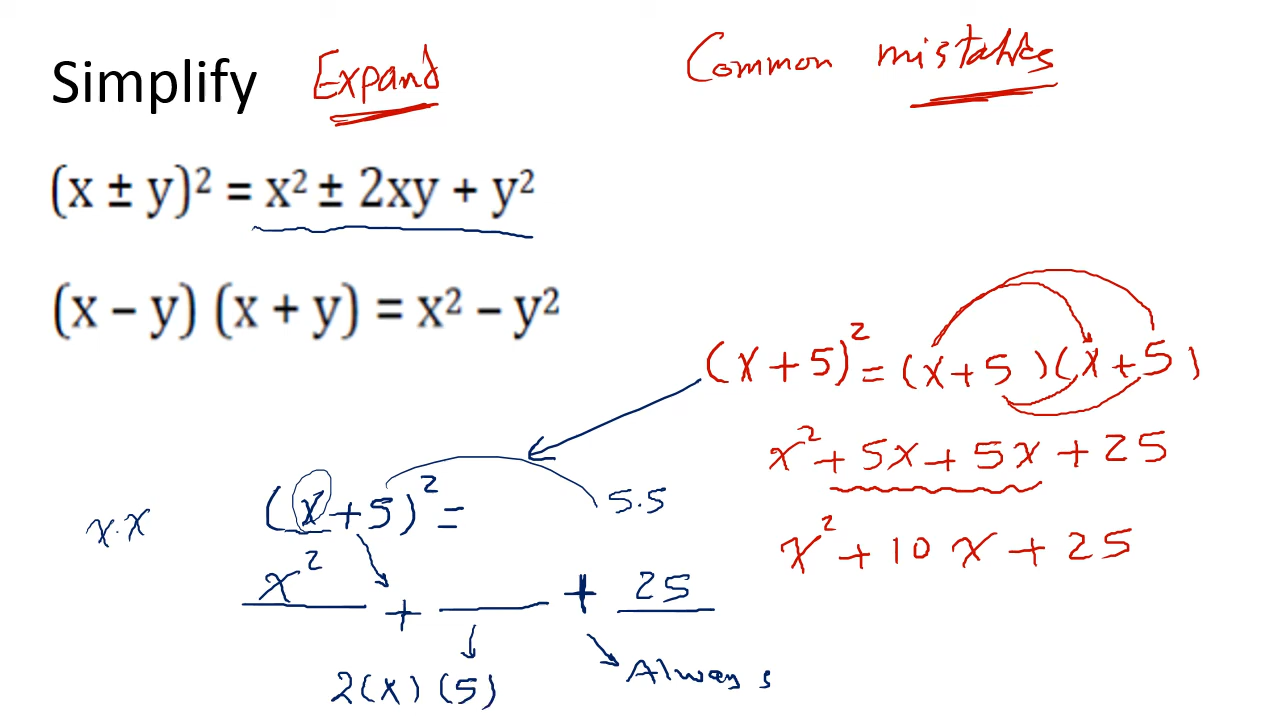 Simplify Expand
Common mistakes
(x ± y)² = x² ± 2xy + y²
(x – y) (x + y) = x² – y²
(x+5)² = (x+5)(x+5)
x² + 5x + 5x + 25
x² + 10x + 25
x·x
(x+5)² =
5·5
x² + ___ + 25
2(x)(5)
Always